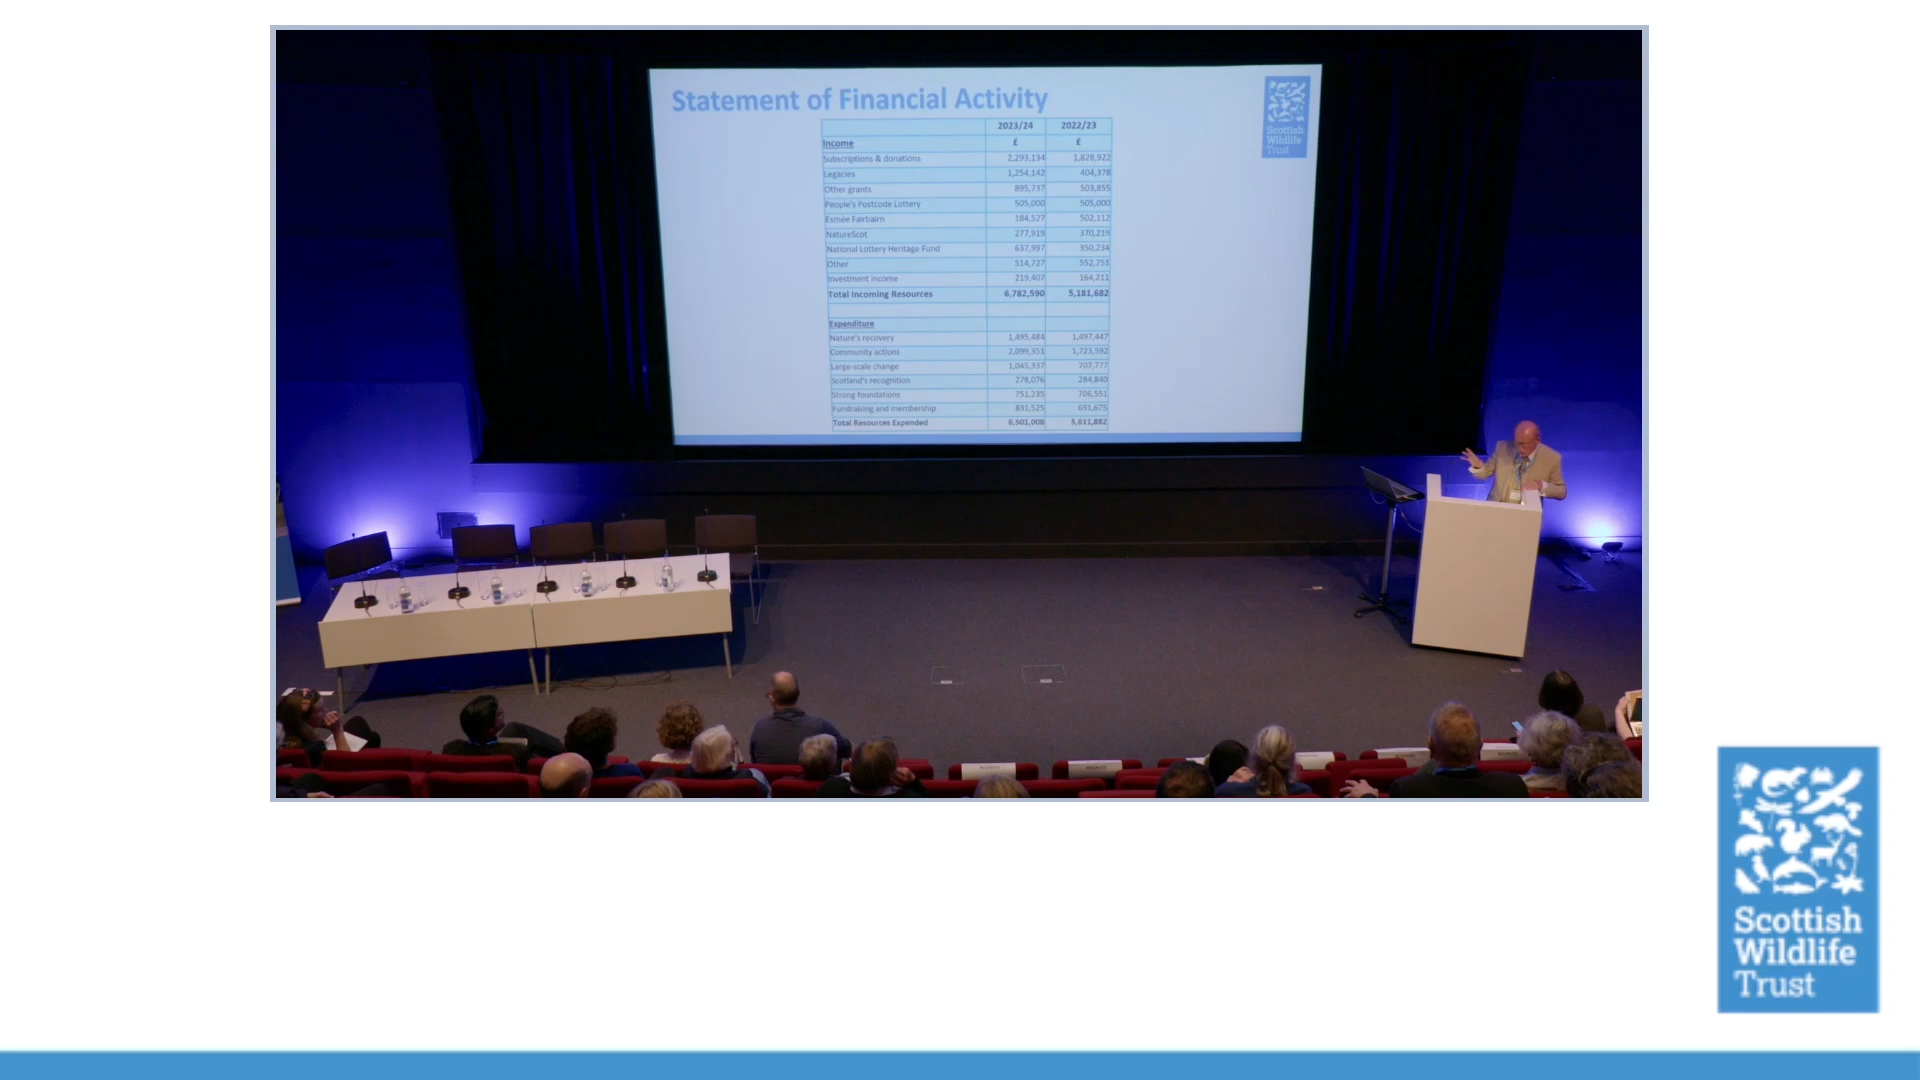 Statement of Financial Activity
Scottish
Wildlife
Trust
2023/24 2022/23
Income £ £
Subscriptions & donations 2,293,134 1,828,922
Legacies 1,254,142 404,378
Other grants 895,737 503,855
People's Postcode Lottery 505,000 505,000
Esmée Fairbairn 184,527 502,112
NatureScot 277,919 370,219
National Lottery Heritage Fund 637,997 350,234
Other 514,727 552,751
Investment income 219,407 164,211
Total Incoming Resources 6,782,590 5,181,682
Expenditure
Nature's recovery 1,495,484 1,497,447
Community actions 2,099,351 1,723,592
Large-scale change 1,045,337 707,777
Scotland's recognition 278,076 284,840
Strong foundations 751,235 706,551
Fundraising and membership 831,525 691,675
Total Resources Expended 6,501,008 5,611,882
Scottish
Wildlife
Trust